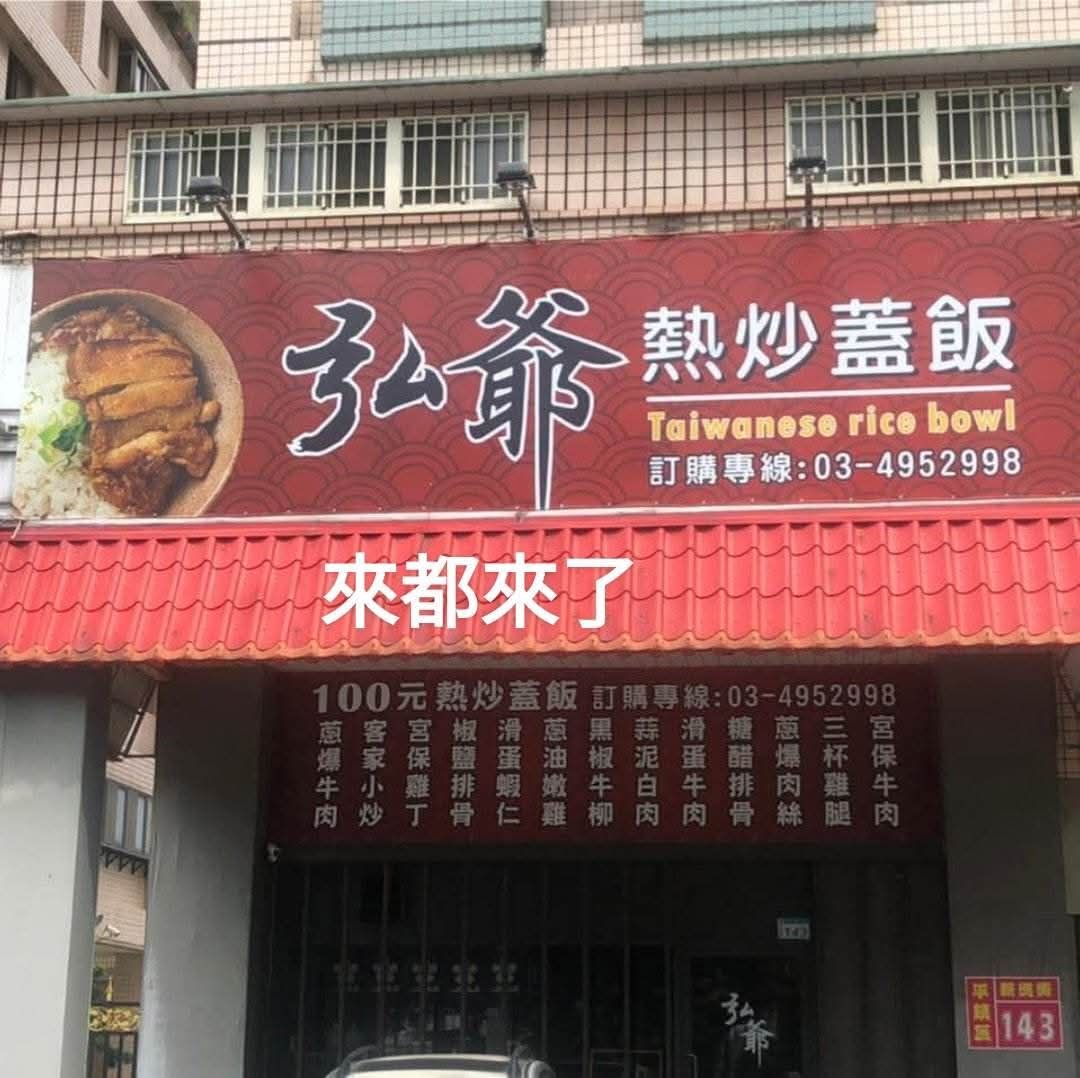 弘爺
熱炒蓋飯
Taiwanese rice bowl
訂購專線:03-4952998
來都來了
100元熱炒蓋飯 訂購專線:03-4952998
蔥爆牛肉
客家小炒
宮保雞丁
椒鹽排骨
滑蛋蝦仁
蔥油嫩雞
黑椒牛柳
蒜泥白肉
滑蛋牛肉
糖醋排骨
蔥爆肉絲
三杯雞腿
宮保牛肉
弘爺
平鎮區
143